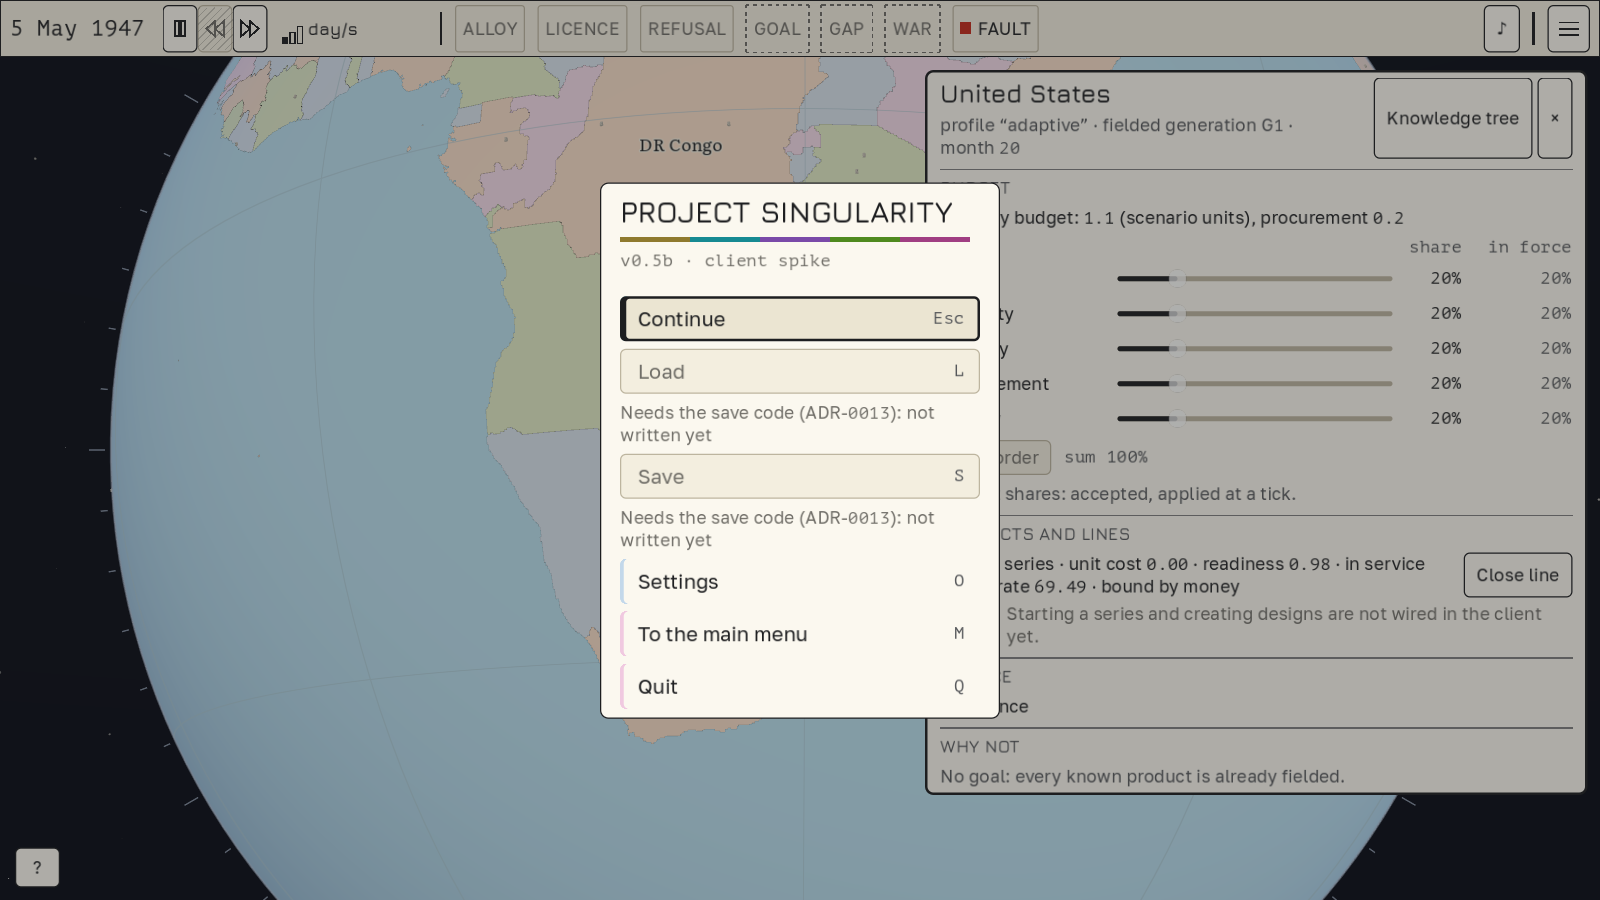 5 May 1947
day/s
ALLOY
LICENCE
REFUSAL
GOAL
GAP
WAR
FAULT
♪
DR Congo
United States
profile “adaptive” · fielded generation G1 ·
month 20
Knowledge tree
×
y budget: 1.1 (scenario units), procurement 0.2
share in force
20% 20%
ty 20% 20%
y 20% 20%
ement 20% 20%
20% 20%
order sum 100%
shares: accepted, applied at a tick.
CTS AND LINES
series · unit cost 0.00 · readiness 0.98 · in service
rate 69.49 · bound by money
Close line
Starting a series and creating designs are not wired in the client
yet.
E
nce
WHY NOT
No goal: every known product is already fielded.
PROJECT SINGULARITY
v0.5b · client spike
Continue Esc
Load L
Needs the save code (ADR-0013): not
written yet
Save S
Needs the save code (ADR-0013): not
written yet
Settings O
To the main menu M
Quit Q
?